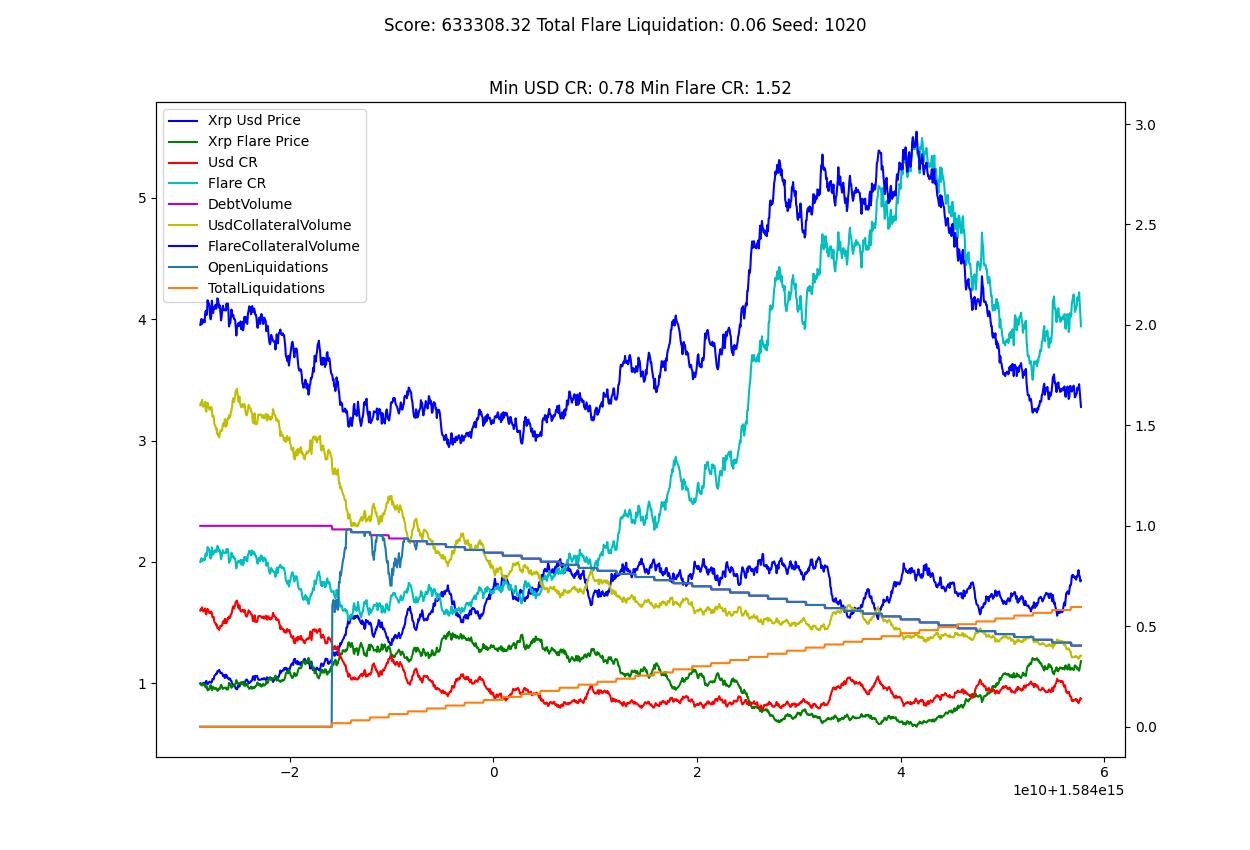 Score: 633308.32 Total Flare Liquidation: 0.06 Seed: 1020
Min USD CR: 0.78 Min Flare CR: 1.52
Xrp Usd Price
Xrp Flare Price
Usd CR
Flare CR
DebtVolume
UsdCollateralVolume
FlareCollateralVolume
OpenLiquidations
TotalLiquidations
5
4
3
2
1
3.0
2.5
2.0
1.5
1.0
0.5
0.0
−2 0 2 4 6
1e10+1.584e15